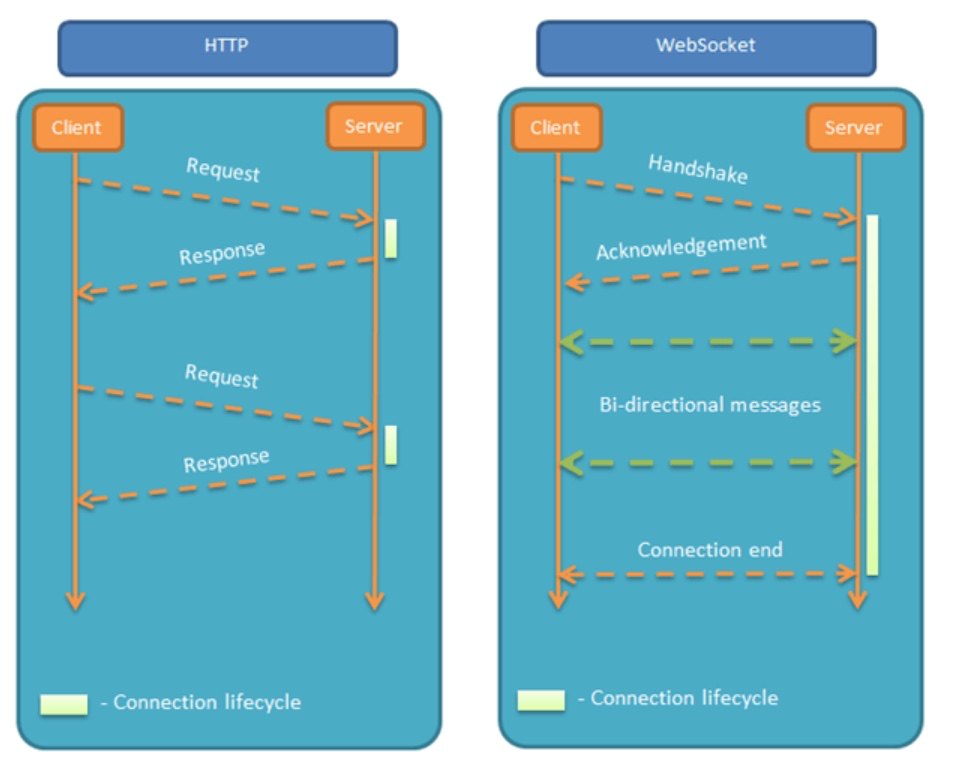 HTTP
Client
Server
Request
Response
Request
Response
- Connection lifecycle
WebSocket
Client
Server
Handshake
Acknowledgement
Bi-directional messages
Connection end
- Connection lifecycle